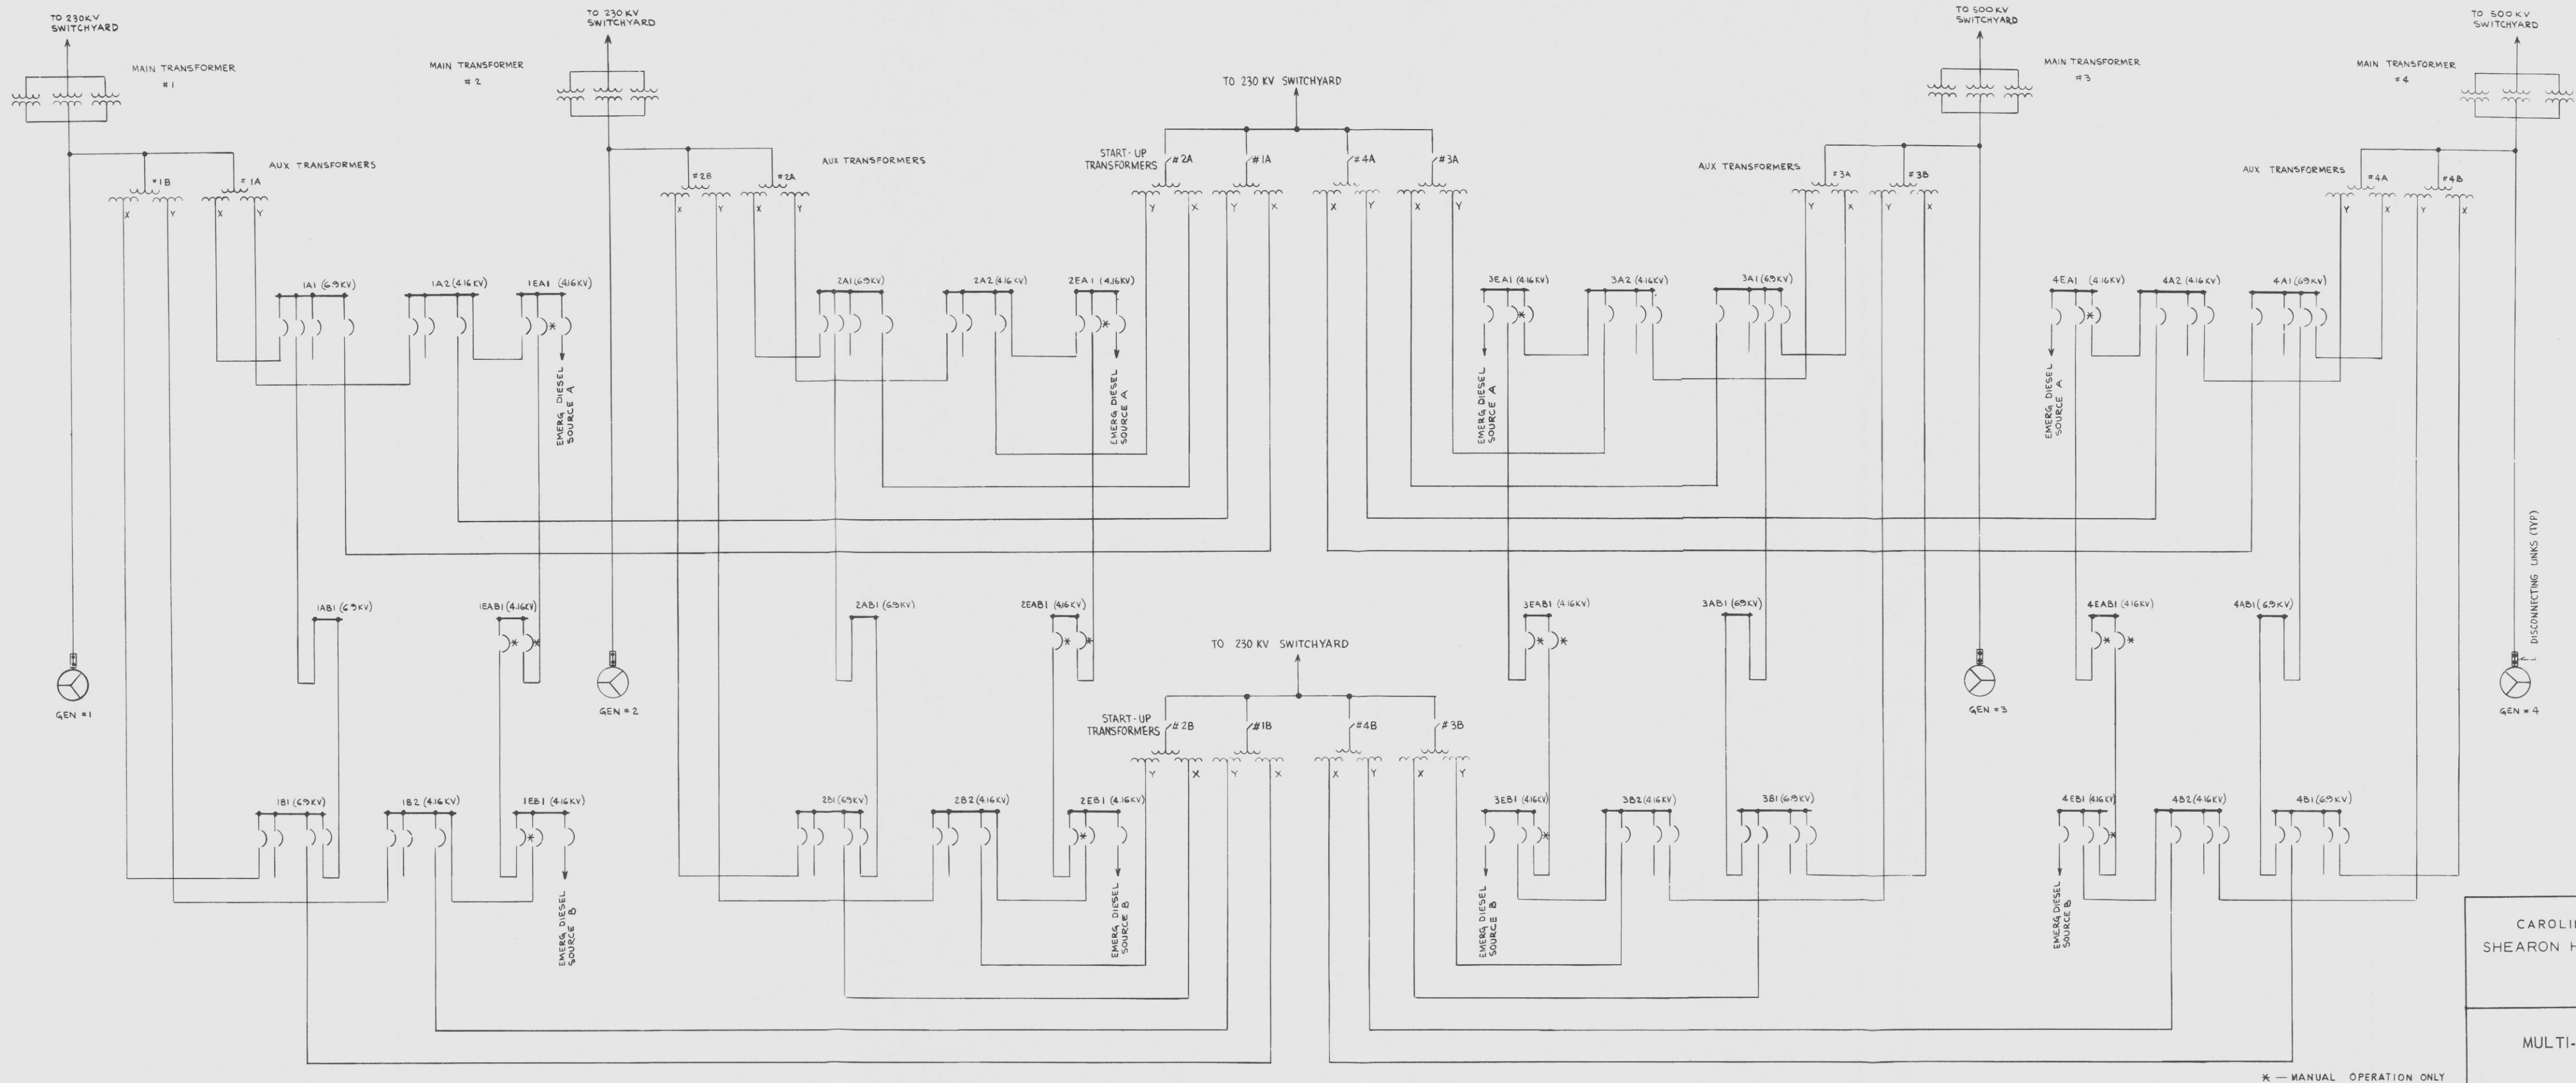 TO 230KV
SWITCHYARD
TO 230KV
SWITCHYARD
TO 500KV
SWITCHYARD
TO 500KV
SWITCHYARD
MAIN TRANSFORMER
#1
MAIN TRANSFORMER
#2
TO 230 KV SWITCHYARD
MAIN TRANSFORMER
#3
MAIN TRANSFORMER
#4
AUX TRANSFORMERS
#1B
#1A
X
Y
X
Y
AUX TRANSFORMERS
#2B
#2A
X
Y
X
Y
START-UP
TRANSFORMERS
#2A
#1A
#4A
#3A
Y
X
Y
X
X
Y
X
Y
AUX TRANSFORMERS
#3A
#3B
Y
X
Y
X
AUX TRANSFORMERS
#4A
#4B
Y
X
Y
X
1A1 (6.9KV)
1A2 (4.16KV)
1EA1 (4.16KV)
2A1 (6.9KV)
2A2 (4.16KV)
2EA1 (4.16KV)
3EA1 (4.16KV)
3A2 (4.16KV)
3A1 (6.9KV)
4EA1 (4.16KV)
4A2 (4.16KV)
4A1 (6.9KV)
*
*
*
*
EMERG DIESEL
SOURCE A
EMERG DIESEL
SOURCE A
EMERG DIESEL
SOURCE A
EMERG DIESEL
SOURCE A
DISCONNECTING LINKS (TYP)
1AB1 (6.9KV)
1EAB1 (4.16KV)
2AB1 (6.9KV)
2EAB1 (4.16KV)
3EAB1 (4.16KV)
3AB1 (6.9KV)
4EAB1 (4.16KV)
4AB1 (6.9KV)
*
*
*
*
*
*
*
*
TO 230 KV SWITCHYARD
GEN #1
GEN #2
GEN #3
GEN #4
START-UP
TRANSFORMERS
#2B
#1B
#4B
#3B
Y
X
Y
X
X
Y
X
Y
1B1 (6.9KV)
1B2 (4.16KV)
1EB1 (4.16KV)
2B1 (6.9KV)
2B2 (4.16KV)
2EB1 (4.16KV)
3EB1 (4.16KV)
3B2 (4.16KV)
3B1 (6.9KV)
4EB1 (4.16KV)
4B2 (4.16KV)
4B1 (6.9KV)
*
*
*
*
EMERG DIESEL
SOURCE B
EMERG DIESEL
SOURCE B
EMERG DIESEL
SOURCE B
EMERG DIESEL
SOURCE B
CAROLI
SHEARON H
MULTI-
* — MANUAL OPERATION ONLY